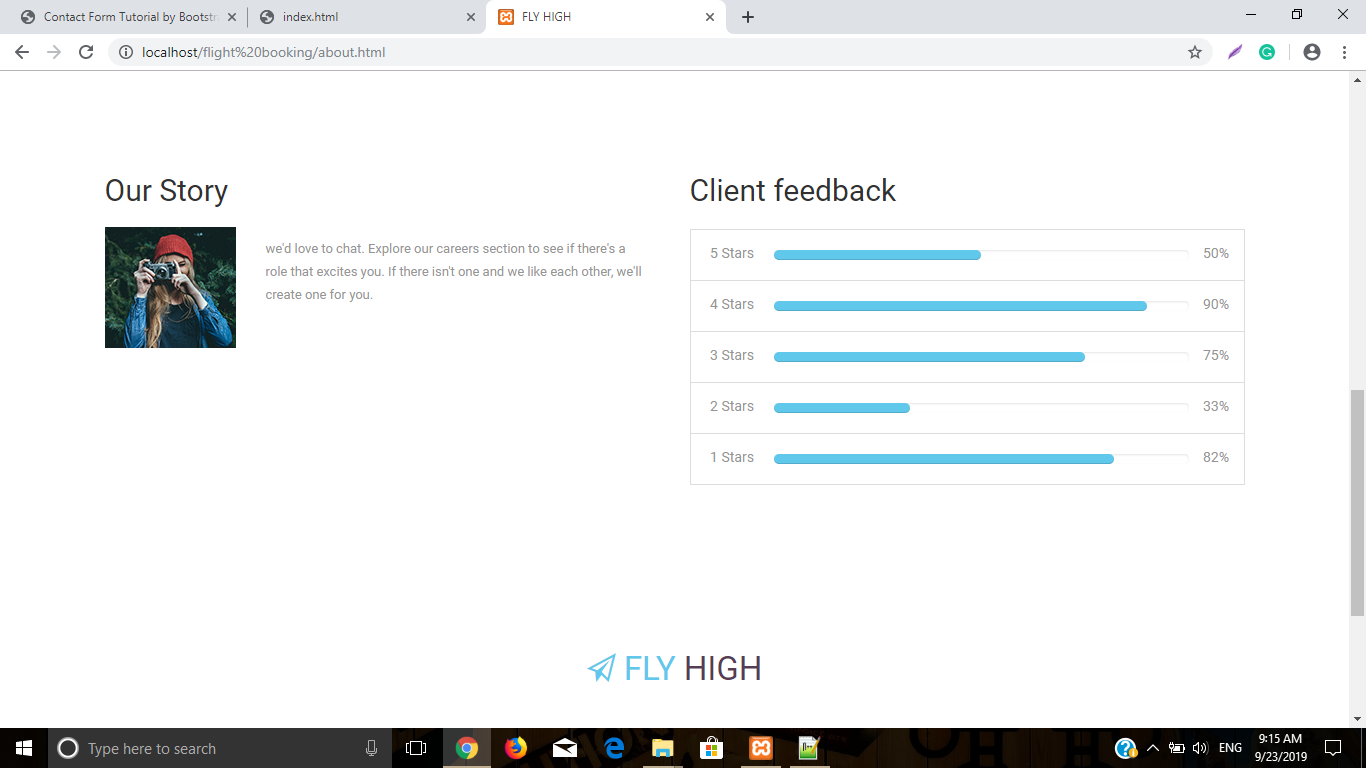 Contact Form Tutorial by Bootstr
index.html
FLY HIGH
localhost/flight%20booking/about.html
Our Story
we'd love to chat. Explore our careers section to see if there's a
role that excites you. If there isn't one and we like each other, we'll
create one for you.
Client feedback
5 Stars 50%
4 Stars 90%
3 Stars 75%
2 Stars 33%
1 Stars 82%
FLY HIGH
Type here to search
ENG
9:15 AM
9/23/2019